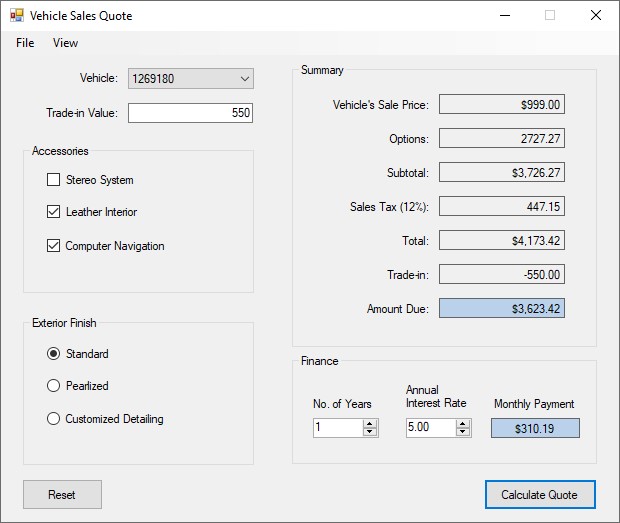 Vehicle Sales Quote
File View
Vehicle: 1269180
Trade-in Value: 550
Accessories
Stereo System
Leather Interior
Computer Navigation
Exterior Finish
Standard
Pearlized
Customized Detailing
Reset
Summary
Vehicle's Sale Price: $999.00
Options: 2727.27
Subtotal: $3,726.27
Sales Tax (12%): 447.15
Total: $4,173.42
Trade-in: -550.00
Amount Due: $3,623.42
Finance
No. of Years
1
Annual
Interest Rate
5.00
Monthly Payment
$310.19
Calculate Quote